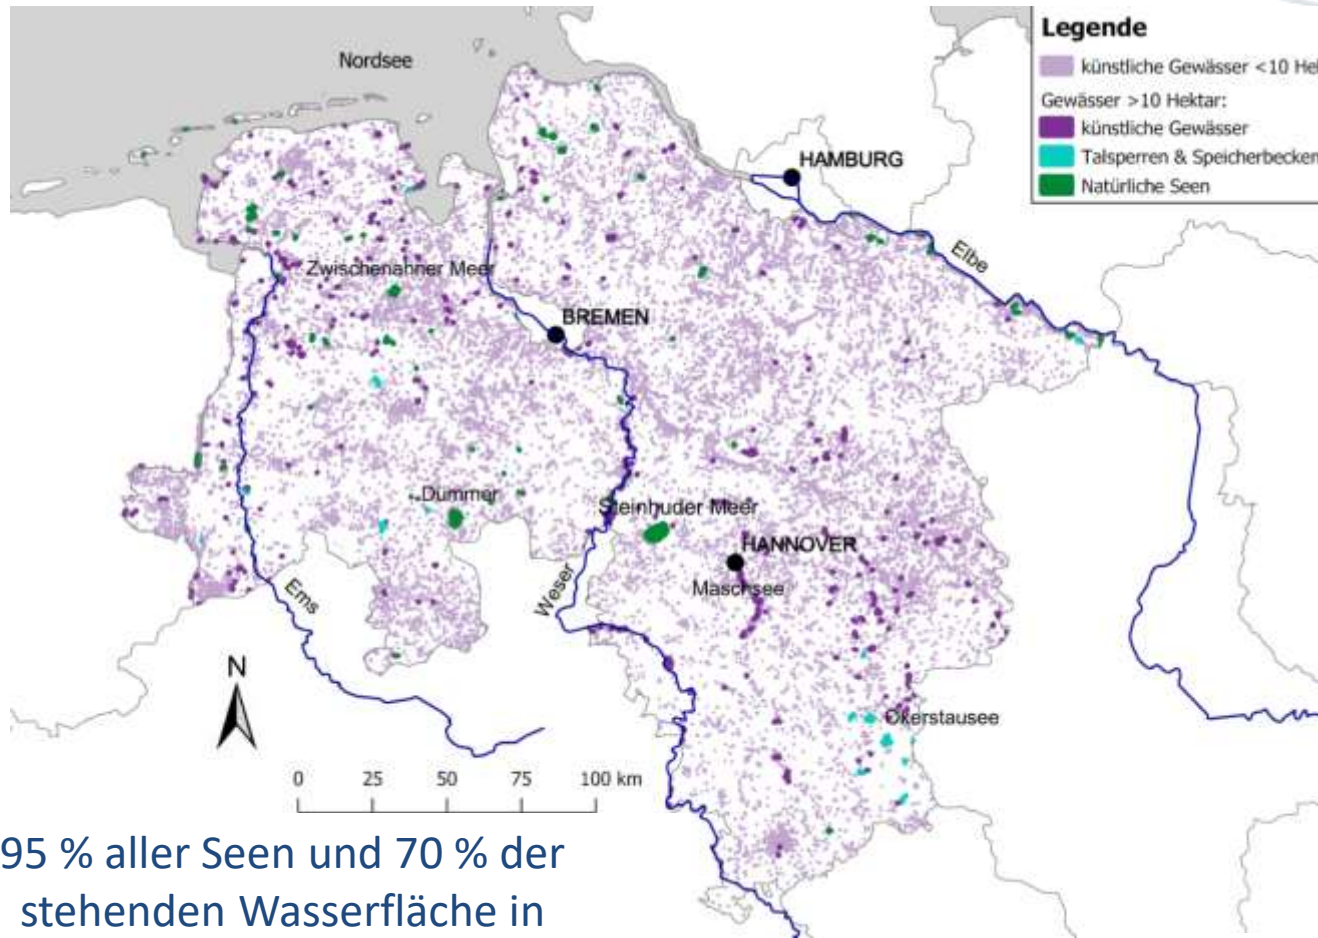 Legende
künstliche Gewässer <10 He
Gewässer >10 Hektar:
künstliche Gewässer
Talsperren & Speicherbecken
Natürliche Seen
Nordsee
HAMBURG
Elbe
Zwischenahner Meer
BREMEN
Dümmer
Steinhuder Meer
HANNOVER
Maschsee
Ems
Weser
Okerstausee
N
0 25 50 75 100 km
95 % aller Seen und 70 % der
stehenden Wasserfläche in